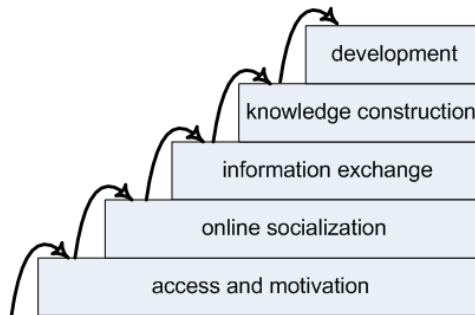 development
knowledge construction
information exchange
online socialization
access and motivation